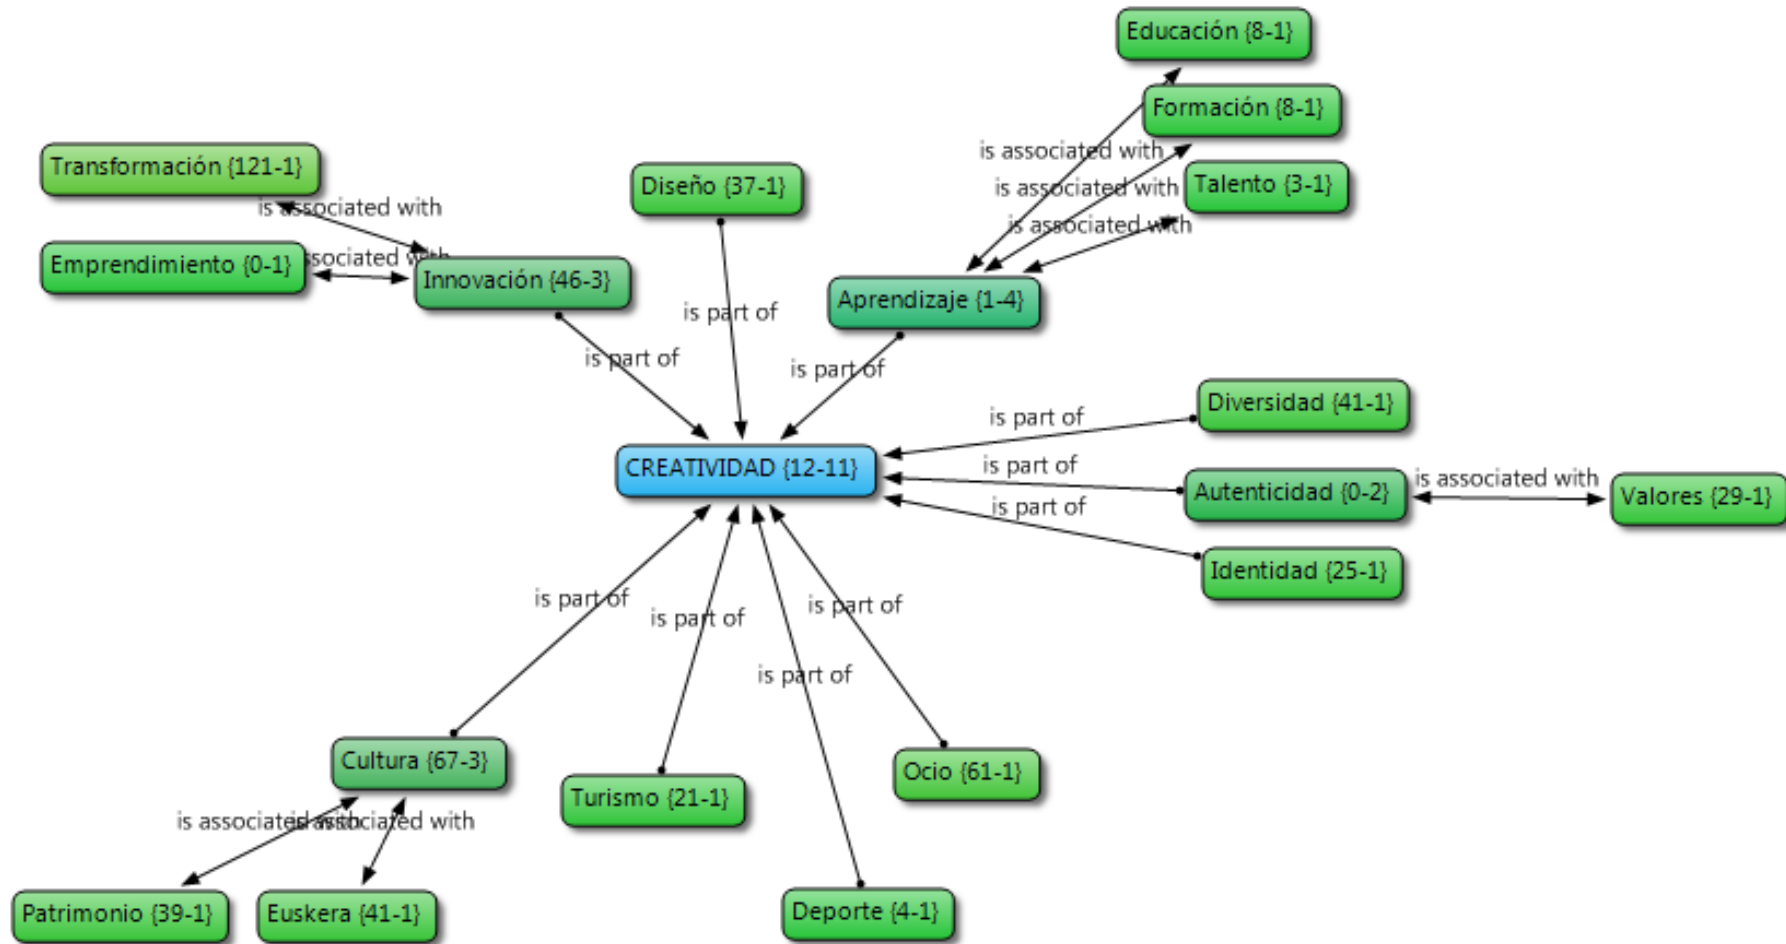 Educación {8-1}
Formación {8-1}
is associated with
Transformación {121-1}
Diseño {37-1}
is associated with
Talento {3-1}
is associated with
is associated with
Emprendimiento {0-1}
associated with
Innovación {46-3}
Aprendizaje {1-4}
is part of
is part of
is part of
Diversidad {41-1}
is part of
CREATIVIDAD {12-11}
is part of
Autenticidad {0-2}
is associated with
Valores {29-1}
is part of
Identidad {25-1}
is part of
is part of
is part of
is part of
Cultura {67-3}
Turismo {21-1}
Ocio {61-1}
is associated with
is associated with
Patrimonio {39-1}
Euskera {41-1}
Deporte {4-1}